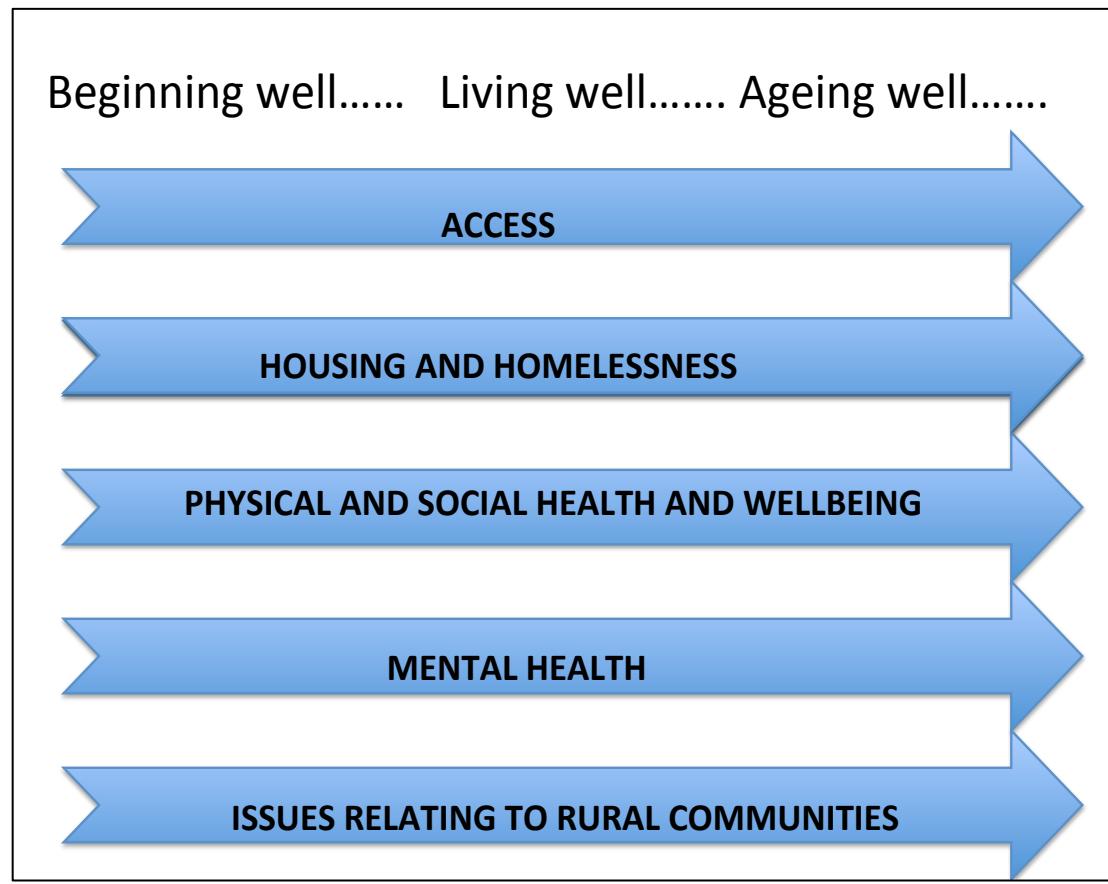 Beginning well...... Living well....... Ageing well.......
ACCESS
HOUSING AND HOMELESSNESS
PHYSICAL AND SOCIAL HEALTH AND WELLBEING
MENTAL HEALTH
ISSUES RELATING TO RURAL COMMUNITIES